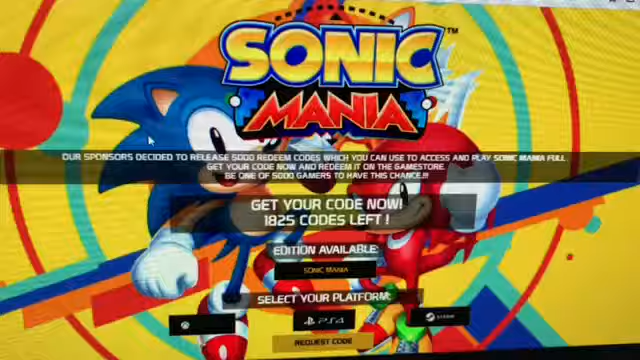 SONIC
MANIA
TM
OUR SPONSORS DECIDED TO RELEASE 5000 REDEEM CODES WHICH YOU CAN USE TO ACCESS AND PLAY SONIC MANIA FULL
GET YOUR CODE NOW AND REDEEM IT ON THE GAMESTORE.
BE ONE OF 5000 GAMERS TO HAVE THIS CHANCE.!!!
GET YOUR CODE NOW!
1825 CODES LEFT !
EDITION AVAILABLE:
SONIC MANIA
SELECT YOUR PLATFORM:
PS4
STEAM
REQUEST CODE